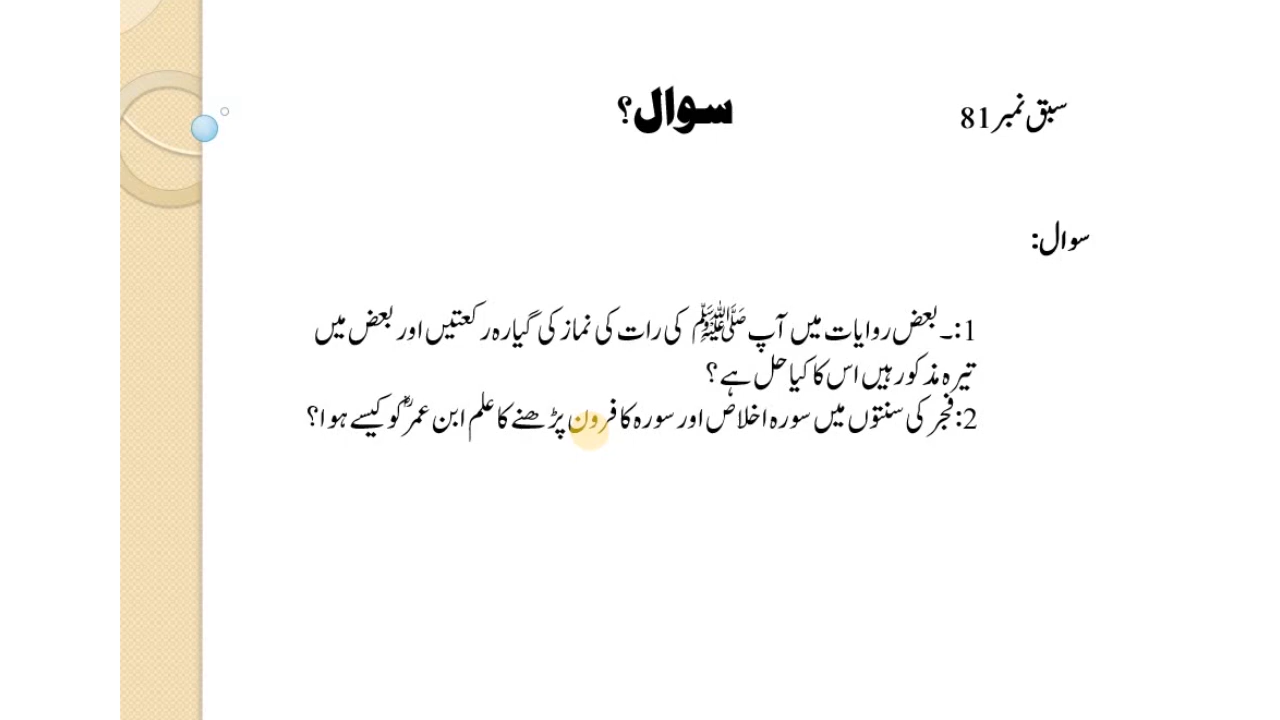 سبق نمبر 81
سوال؟
سوال:
1:۔ بعض روایات میں آپ ﷺ کی رات کی نماز کی گیارہ رکعتیں اور بعض میں
تیرہ مذکور ہیں اس کا کیا حل ہے؟
2:فجر کی سنتوں میں سورہ اخلاص اور سورہ کافرون پڑھنے کا علم ابن عمرؓ کو کیسے ہوا؟